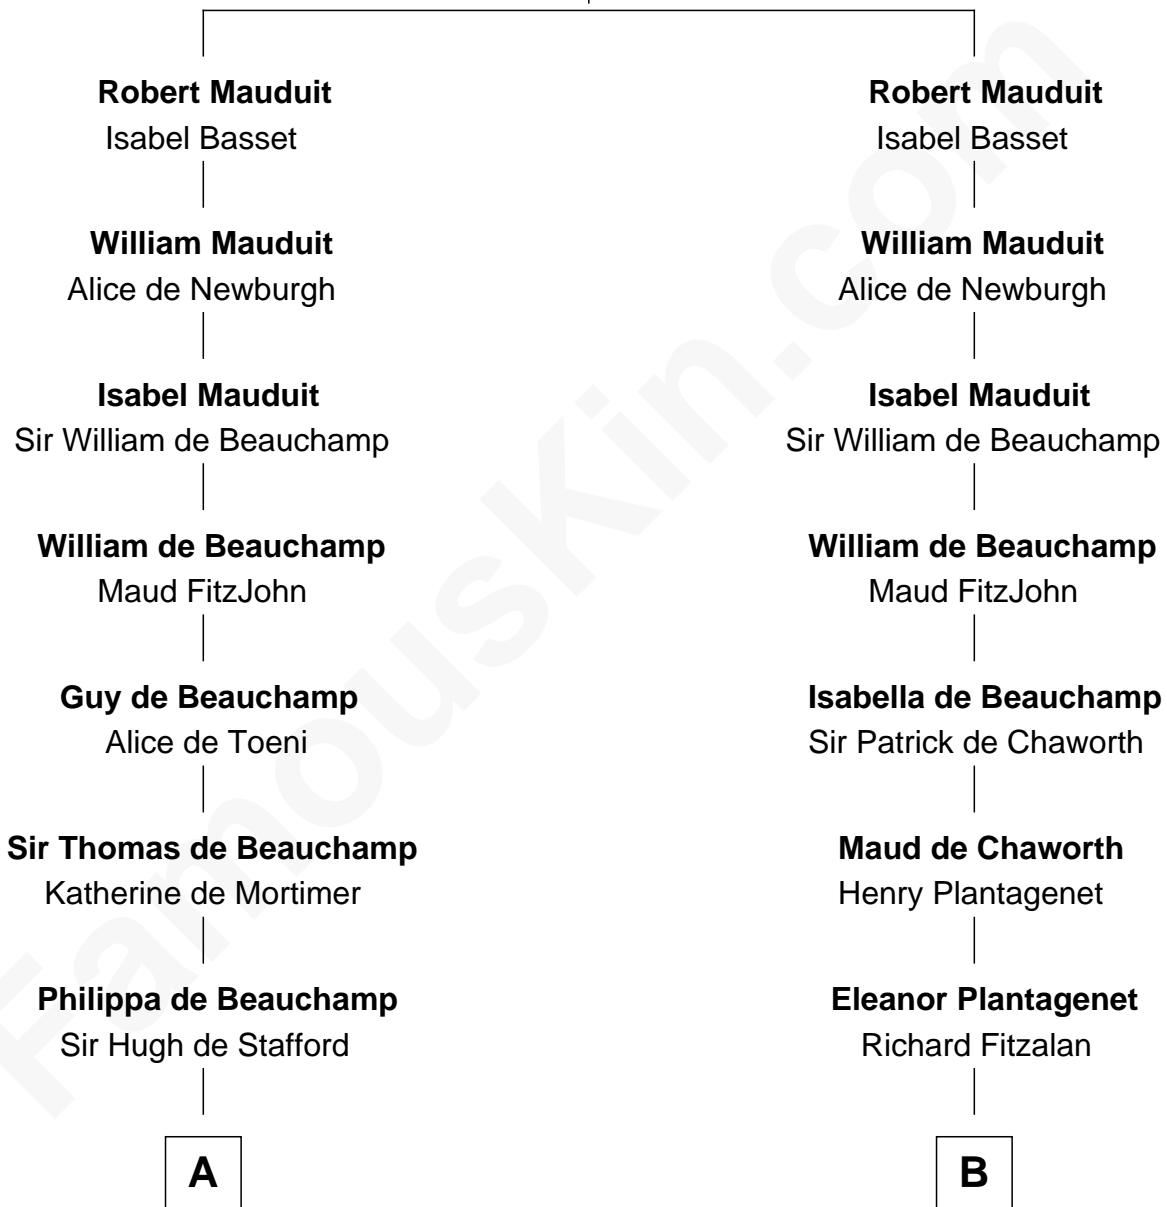 Robert Mauduit
Isabel Basset
William Mauduit
Alice de Newburgh
Isabel Mauduit
Sir William de Beauchamp
William de Beauchamp
Maud FitzJohn
Guy de Beauchamp
Alice de Toeni
Sir Thomas de Beauchamp
Katherine de Mortimer
Philippa de Beauchamp
Sir Hugh de Stafford
A
Robert Mauduit
Isabel Basset
William Mauduit
Alice de Newburgh
Isabel Mauduit
Sir William de Beauchamp
William de Beauchamp
Maud FitzJohn
Isabella de Beauchamp
Sir Patrick de Chaworth
Maud de Chaworth
Henry Plantagenet
Eleanor Plantagenet
Richard Fitzalan
B
FamousKin.com